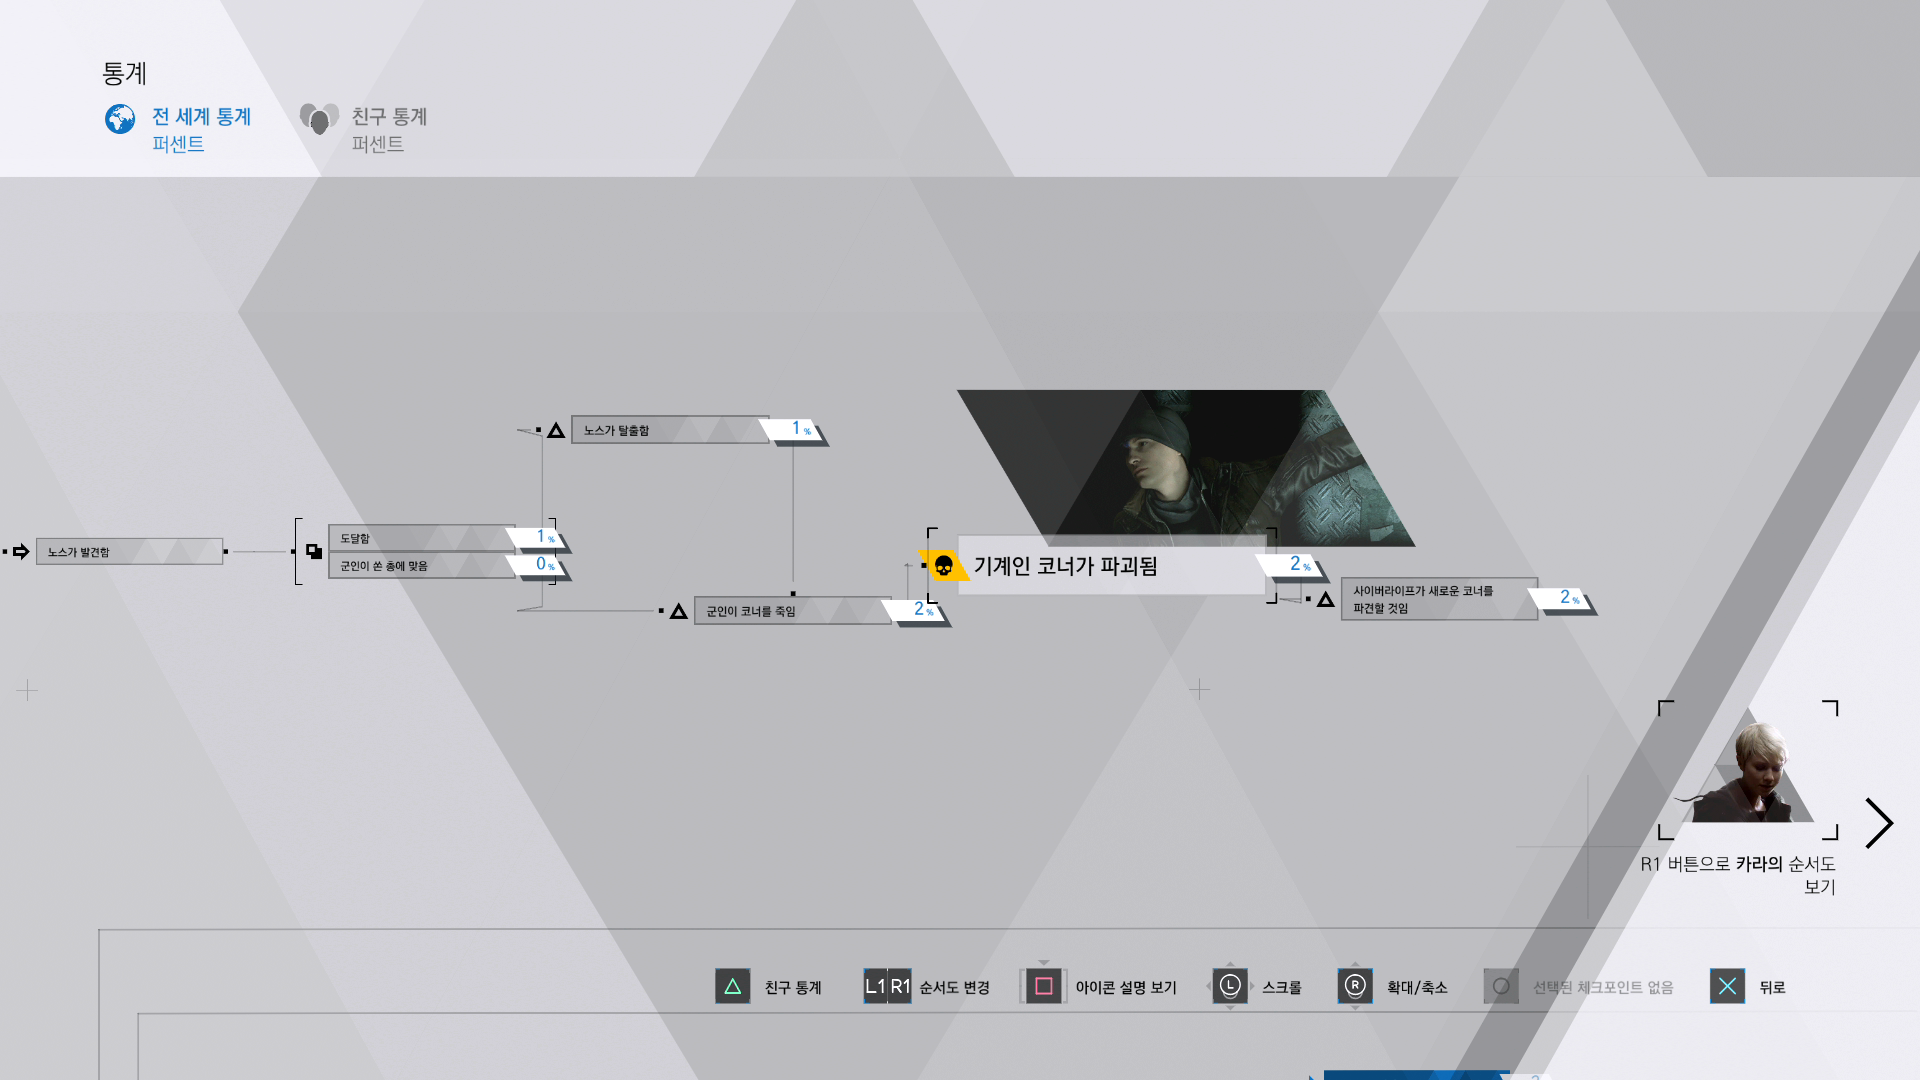 통계
전 세계 통계
퍼센트
친구 통계
퍼센트
노스가 탈출함
1%
노스가 발견함
도달함
1%
군인이 쏜 총에 맞음
0%
군인이 코너를 죽임
2%
기계인 코너가 파괴됨
2%
사이버라이프가 새로운 코너를
파견할 것임
2%
R1 버튼으로 카라의 순서도
보기
친구 통계
L1 R1 순서도 변경
아이콘 설명 보기
L 스크롤
R 확대/축소
선택된 체크포인트 없음
뒤로